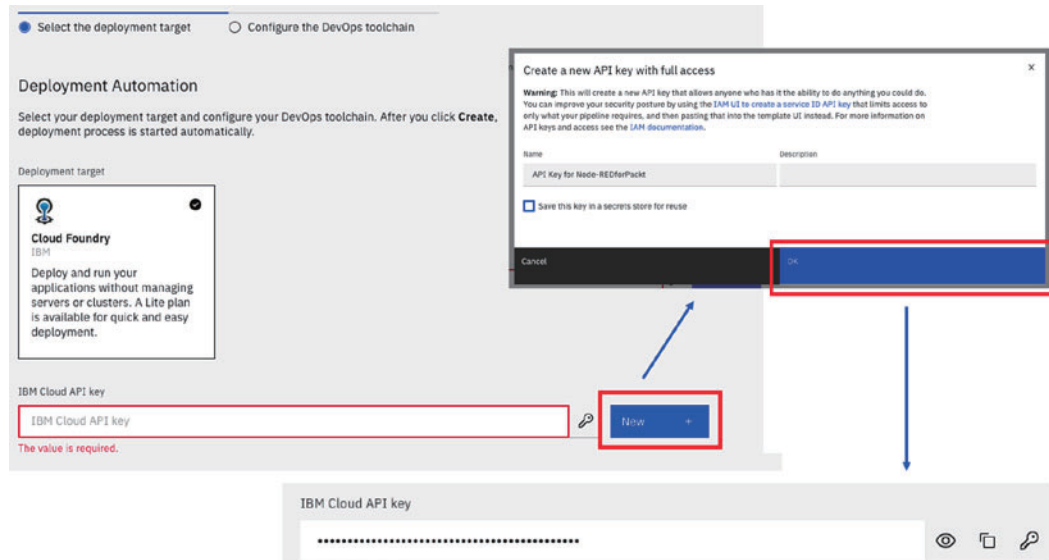 Select the deployment target
Configure the DevOps toolchain
Deployment Automation
Select your deployment target and configure your DevOps toolchain. After you click Create,
deployment process is started automatically.
Deployment target
Cloud Foundry
IBM
Deploy and run your
applications without managing
servers or clusters. A Lite plan
is available for quick and easy
deployment.
IBM Cloud API key
IBM Cloud API key
New +
The value is required.
Create a new API key with full access
x
Warning: This will create a new API key that allows anyone who has it the ability to do anything you could do.
You can improve your security posture by using the IAM UI to create a service ID API key that limits access to
only what your pipeline requires, and then pasting that into the template UI instead. For more information on
API keys and access see the IAM documentation.
Name
Description
API Key for Node-REDforPackt
Save this key in a secrets store for reuse
Cancel
OK
IBM Cloud API key